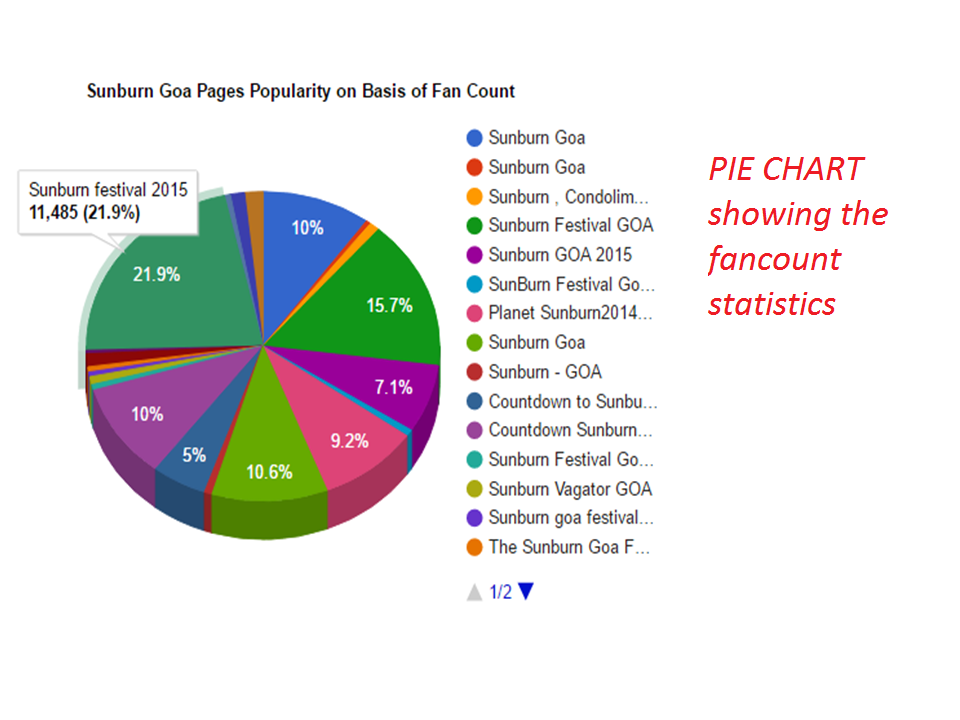 Sunburn Goa Pages Popularity on Basis of Fan Count
Sunburn festival 2015
11,485 (21.9%)
10%
15.7%
7.1%
9.2%
10.6%
5%
10%
21.9%
Sunburn Goa
Sunburn Goa
Sunburn , Condolim...
Sunburn Festival GOA
Sunburn GOA 2015
SunBurn Festival Go...
Planet Sunburn2014...
Sunburn Goa
Sunburn - GOA
Countdown to Sunbu...
Countdown Sunburn...
Sunburn Festival Go...
Sunburn Vagator GOA
Sunburn goa festival...
The Sunburn Goa F...
1/2
PIE CHART
showing the
fancount
statistics